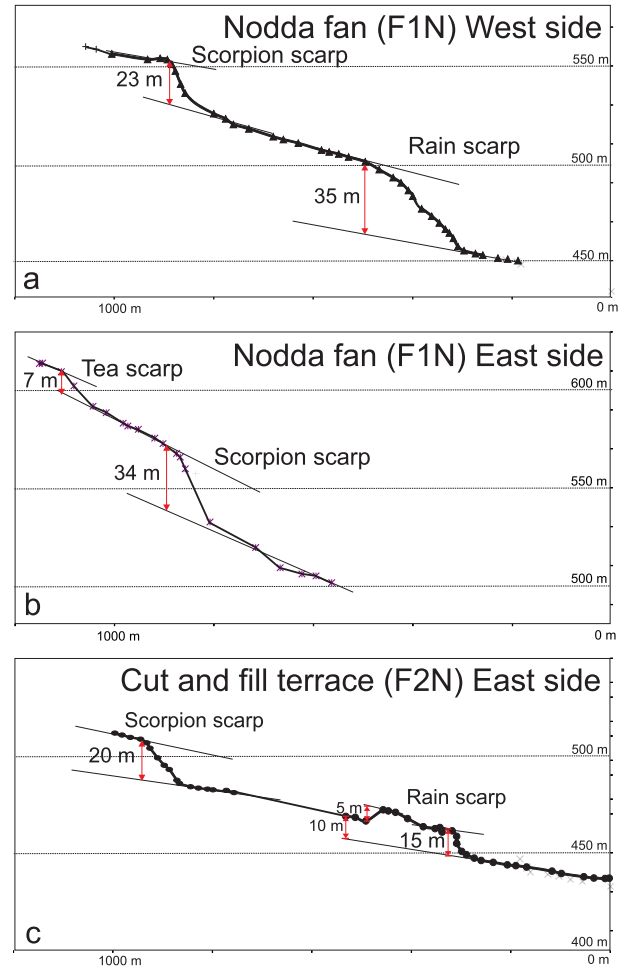 Nodda fan (F1N) West side
Scorpion scarp
550 m
23 m
Rain scarp
500 m
35 m
450 m
a
1000 m
0 m
Nodda fan (F1N) East side
Tea scarp
7 m
600 m
Scorpion scarp
34 m
550 m
500 m
b
1000 m
0 m
Cut and fill terrace (F2N) East side
Scorpion scarp
20 m
500 m
Rain scarp
5 m
10 m
15 m
450 m
c
400 m
1000 m
0 m